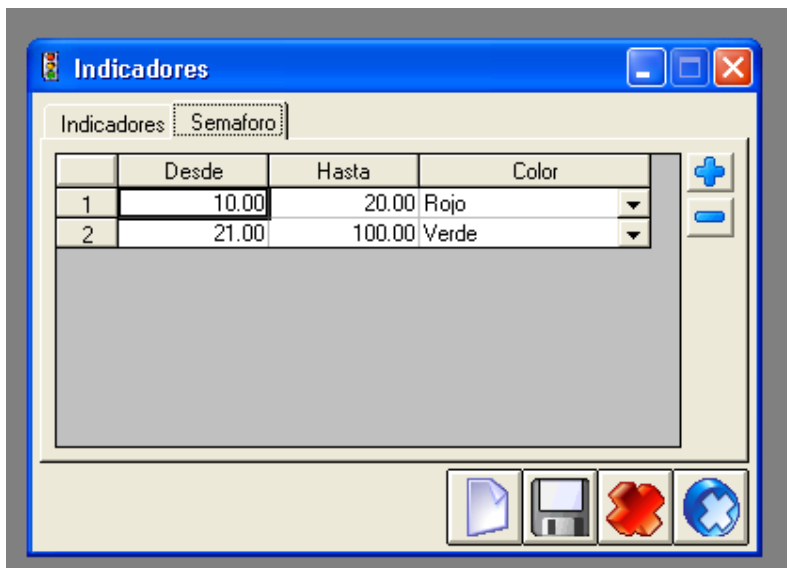 Indicadores
Indicadores Semaforo
Desde Hasta Color
1 10.00 20.00 Rojo
2 21.00 100.00 Verde